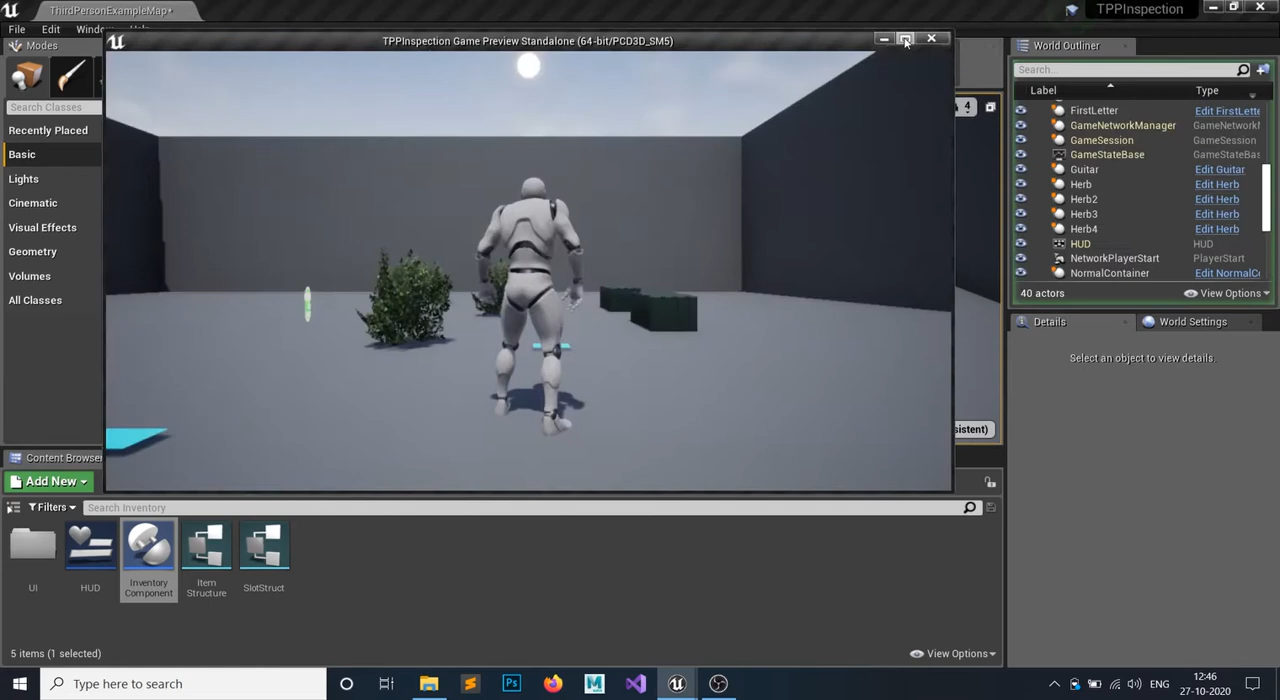 ThirdPersonExampleMap*
TPPInspection
File Edit Window Help
Modes
TPPInspection Game Preview Standalone (64-bit/PCD3D_SM5)
World Outliner
Search Classes
Recently Placed
Basic
Lights
Cinematic
Visual Effects
Geometry
Volumes
All Classes
4
sistent)
Search...
Label Type
FirstLetter Edit FirstLette
GameNetworkManager GameNetworkM
GameSession GameSession
GameStateBase GameStateBas
Guitar Edit Guitar
Herb Edit Herb
Herb2 Edit Herb
Herb3 Edit Herb
Herb4 Edit Herb
HUD HUD
NetworkPlayerStart PlayerStart
NormalContainer Edit NormalCo
40 actors View Options
Details World Settings
Select an object to view details.
Content Browser
Add New
Filters Search Inventory
UI
HUD
Inventory
Component
Item
Structure
SlotStruct
5 items (1 selected) View Options
Type here to search
Ps
M
ENG
12:46
27-10-2020